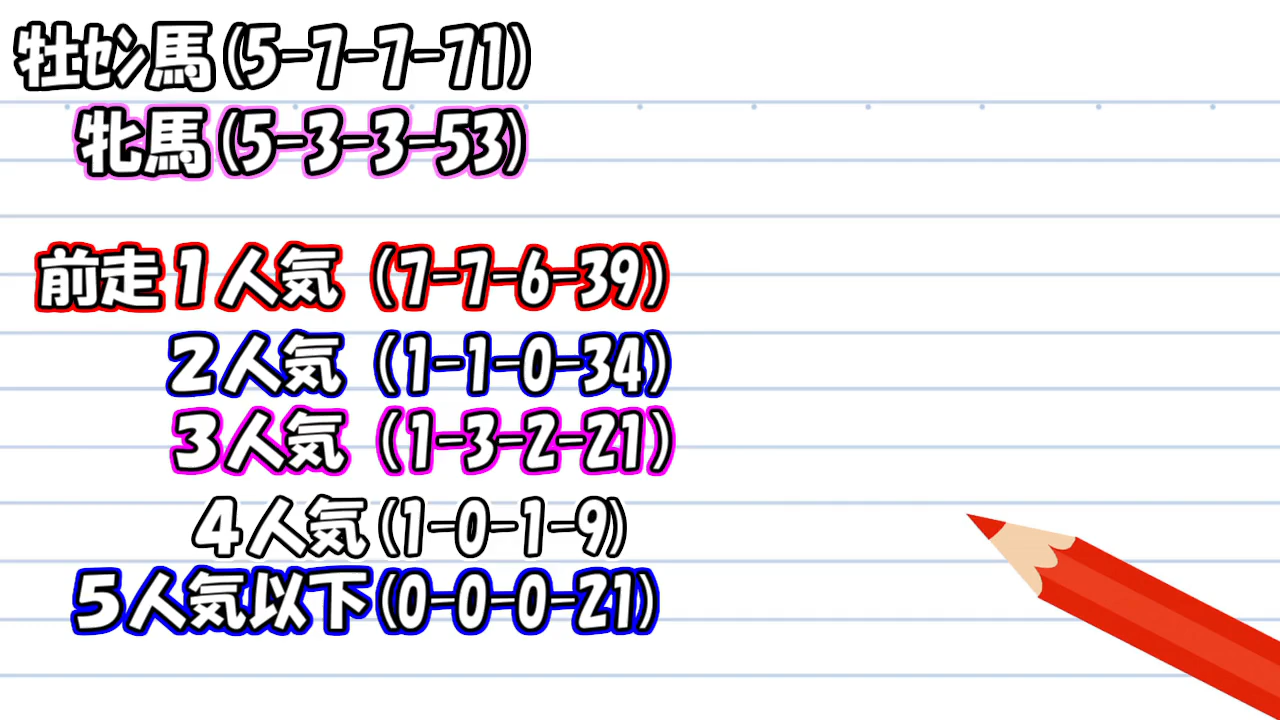 牡ｾﾝ馬(5-7-7-71)
牝馬(5-3-3-53)
前走１人気（7-7-6-39）
２人気（1-1-0-34）
３人気（1-3-2-21）
４人気(1-0-1-9)
５人気以下(0-0-0-21)